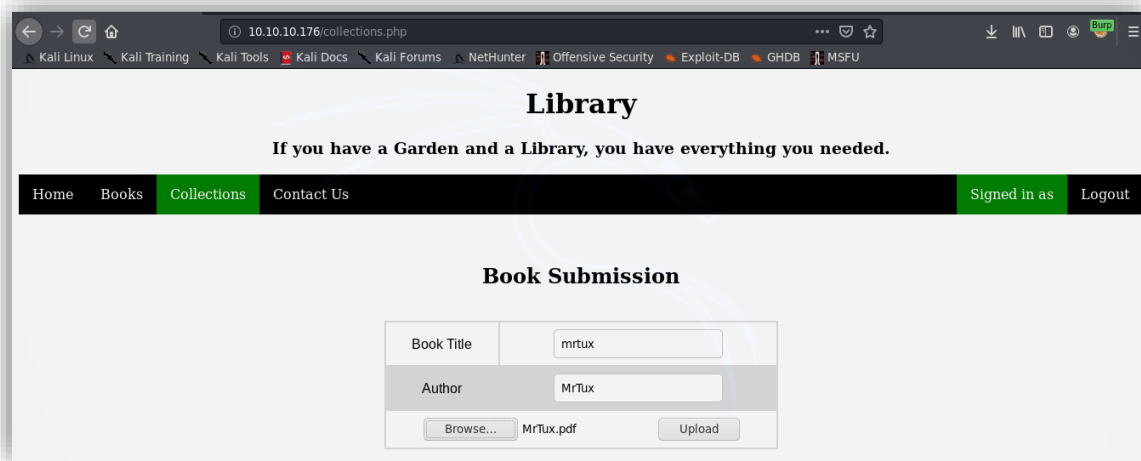 10.10.10.176/collections.php
Burp
Kali Linux Kali Training Kali Tools Kali Docs Kali Forums NetHunter Offensive Security Exploit-DB GHDB MSFU
Library
If you have a Garden and a Library, you have everything you needed.
Home Books Collections Contact Us Signed in as Logout
Book Submission
Book Title mrtux
Author MrTux
Browse... MrTux.pdf Upload